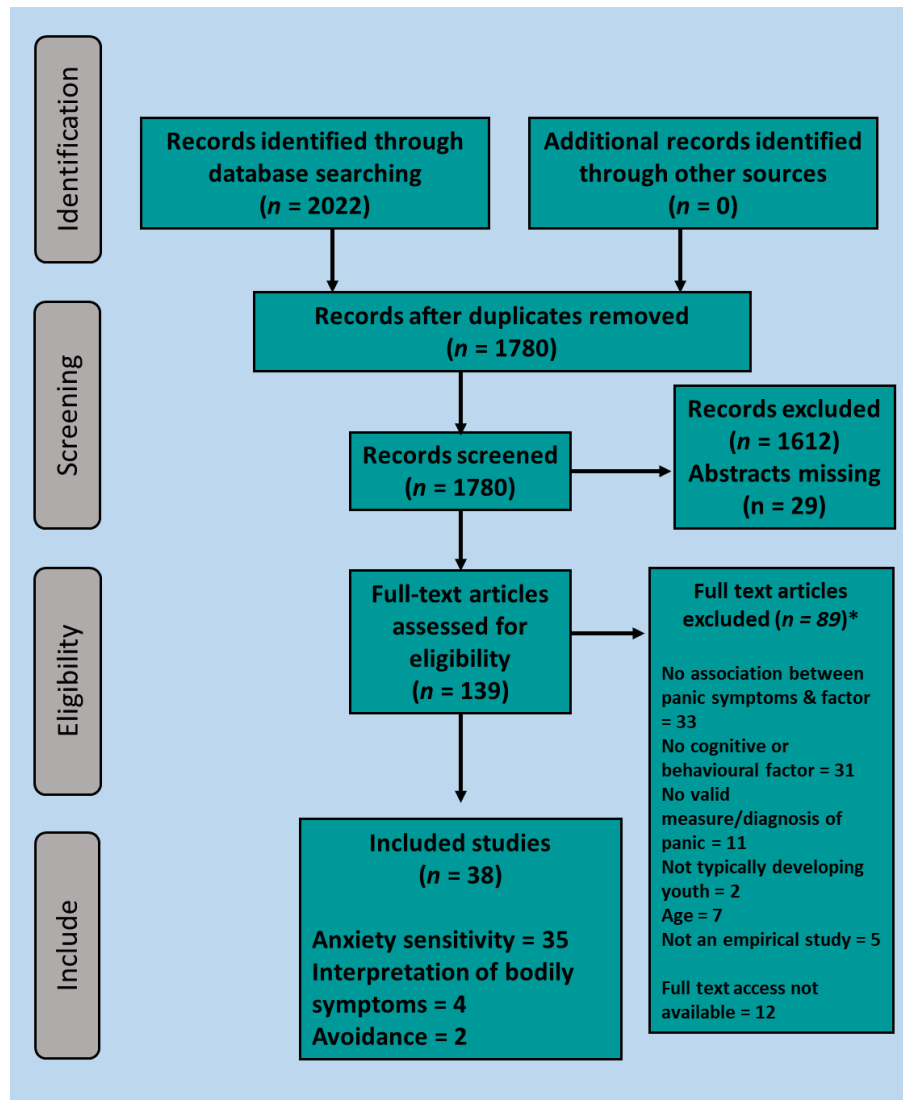 Identification
Records identified through
database searching
(n = 2022)
Additional records identified
through other sources
(n = 0)
Screening
Records after duplicates removed
(n = 1780)
Records screened
(n = 1780)
Records excluded
(n = 1612)
Abstracts missing
(n = 29)
Eligibility
Full-text articles
assessed for
eligibility
(n = 139)
Full text articles
excluded (n = 89)*
No association between
panic symptoms & factor
= 33
No cognitive or
behavioural factor = 31
No valid
measure/diagnosis of
panic = 11
Not typically developing
youth = 2
Age = 7
Not an empirical study = 5
Full text access not
available = 12
Include
Included studies
(n = 38)
Anxiety sensitivity = 35
Interpretation of bodily
symptoms = 4
Avoidance = 2